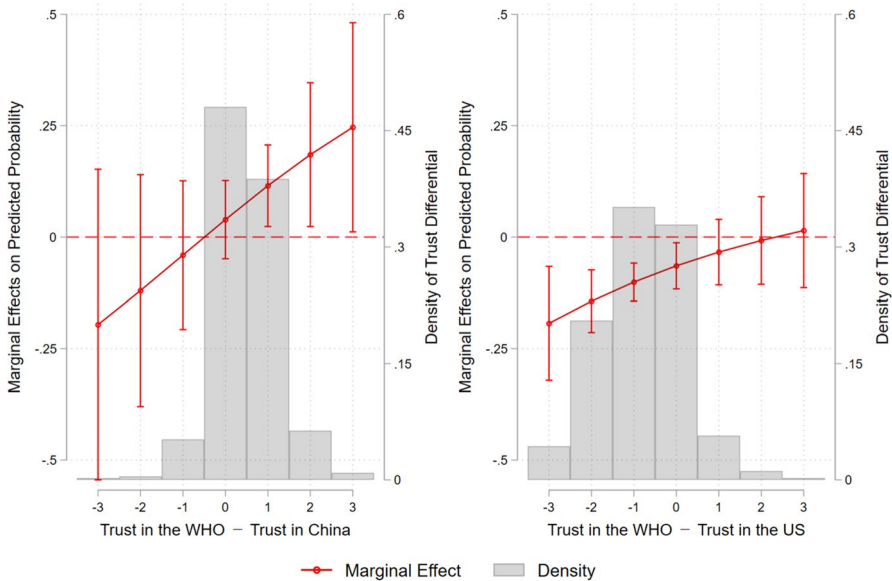 .5
.25
0
-.25
-.5
Marginal Effects on Predicted Probability
.6
.45
.3
.15
0
Density of Trust Differential
-3 -2 -1 0 1 2 3
Trust in the WHO − Trust in China
.5
.25
0
-.25
-.5
Marginal Effects on Predicted Probability
.6
.45
.3
.15
0
Density of Trust Differential
-3 -2 -1 0 1 2 3
Trust in the WHO − Trust in the US
Marginal Effect Density